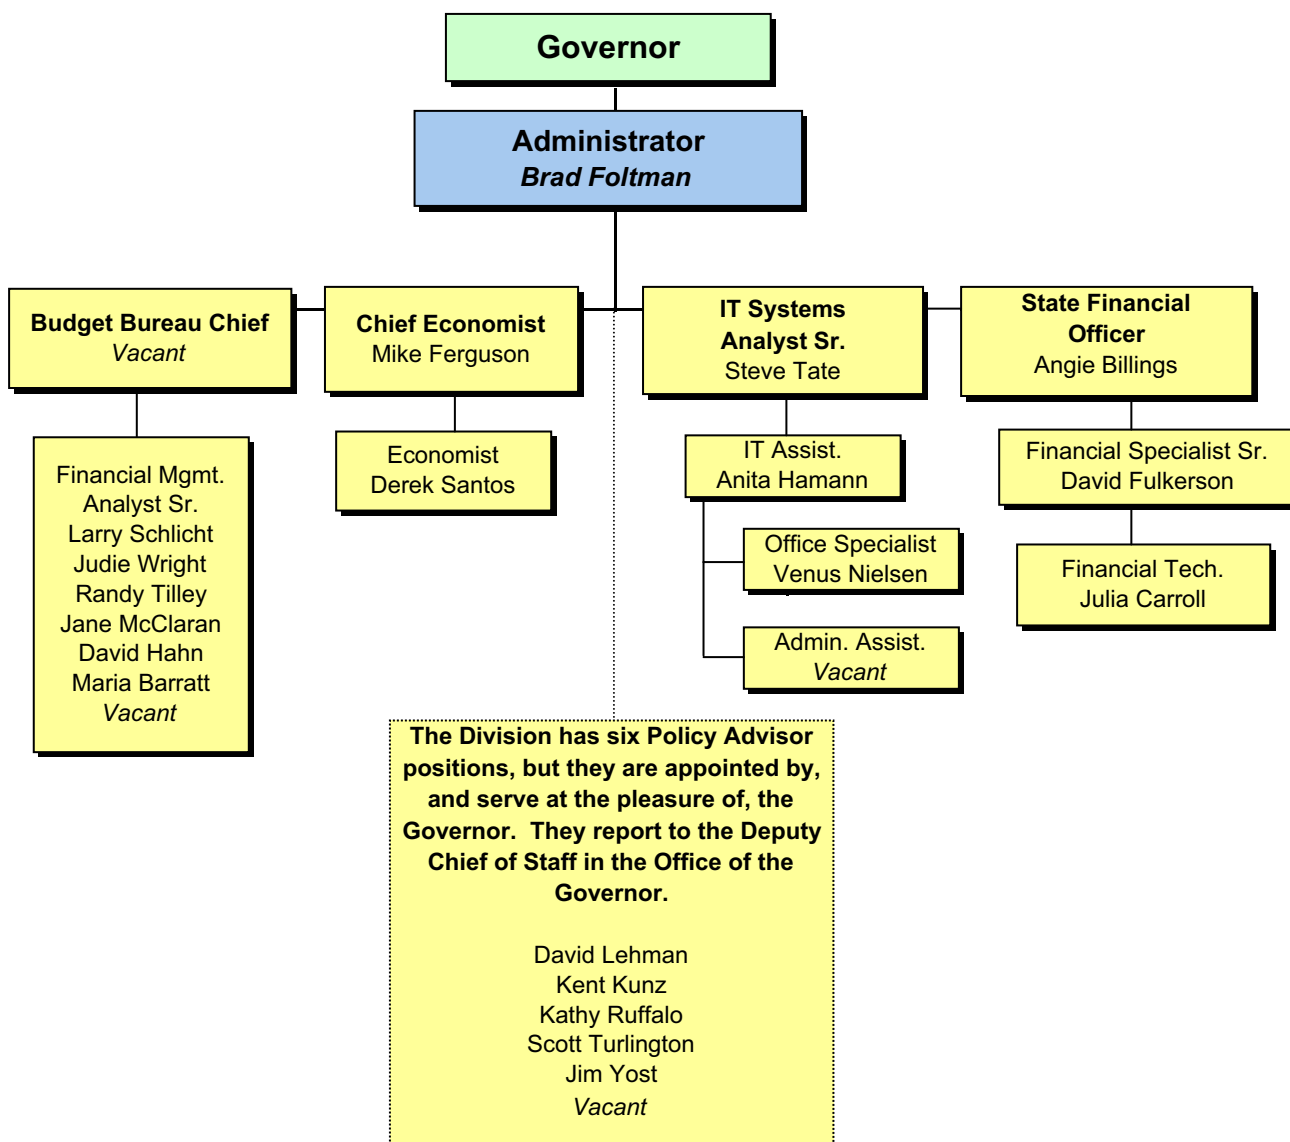 Governor
Administrator
Brad Foltman
Budget Bureau Chief
Vacant
Chief Economist
Mike Ferguson
IT Systems
Analyst Sr.
Steve Tate
State Financial
Officer
Angie Billings
Financial Mgmt.
Analyst Sr.
Larry Schlicht
Judie Wright
Randy Tilley
Jane McClaran
David Hahn
Maria Barratt
Vacant
Economist
Derek Santos
IT Assist.
Anita Hamann
Office Specialist
Venus Nielsen
Admin. Assist.
Vacant
Financial Specialist Sr.
David Fulkerson
Financial Tech.
Julia Carroll
The Division has six Policy Advisor
positions, but they are appointed by,
and serve at the pleasure of, the
Governor.  They report to the Deputy
Chief of Staff in the Office of the
Governor.
David Lehman
Kent Kunz
Kathy Ruffalo
Scott Turlington
Jim Yost
Vacant